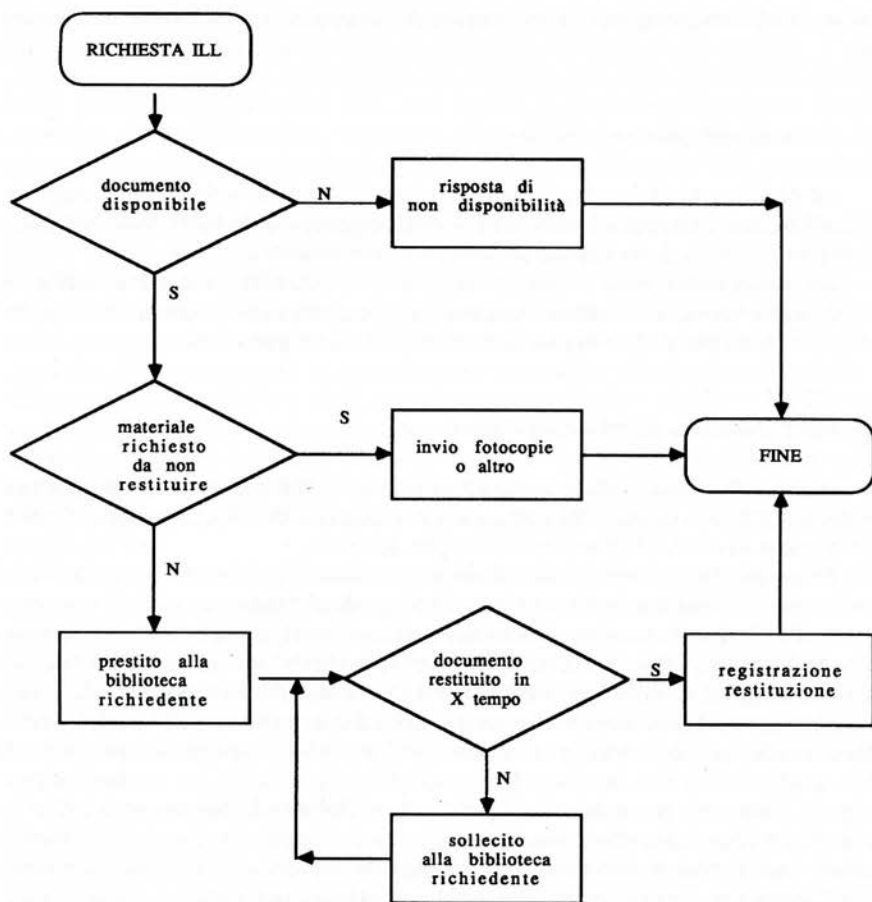 RICHIESTA ILL
documento
disponibile
N
risposta di
non disponibilità
S
materiale
richiesto
da non
restituire
S
invio fotocopie
o altro
FINE
N
prestito alla
biblioteca
richiedente
documento
restituito in
X tempo
S
registrazione
restituzione
N
sollecito
alla biblioteca
richiedente